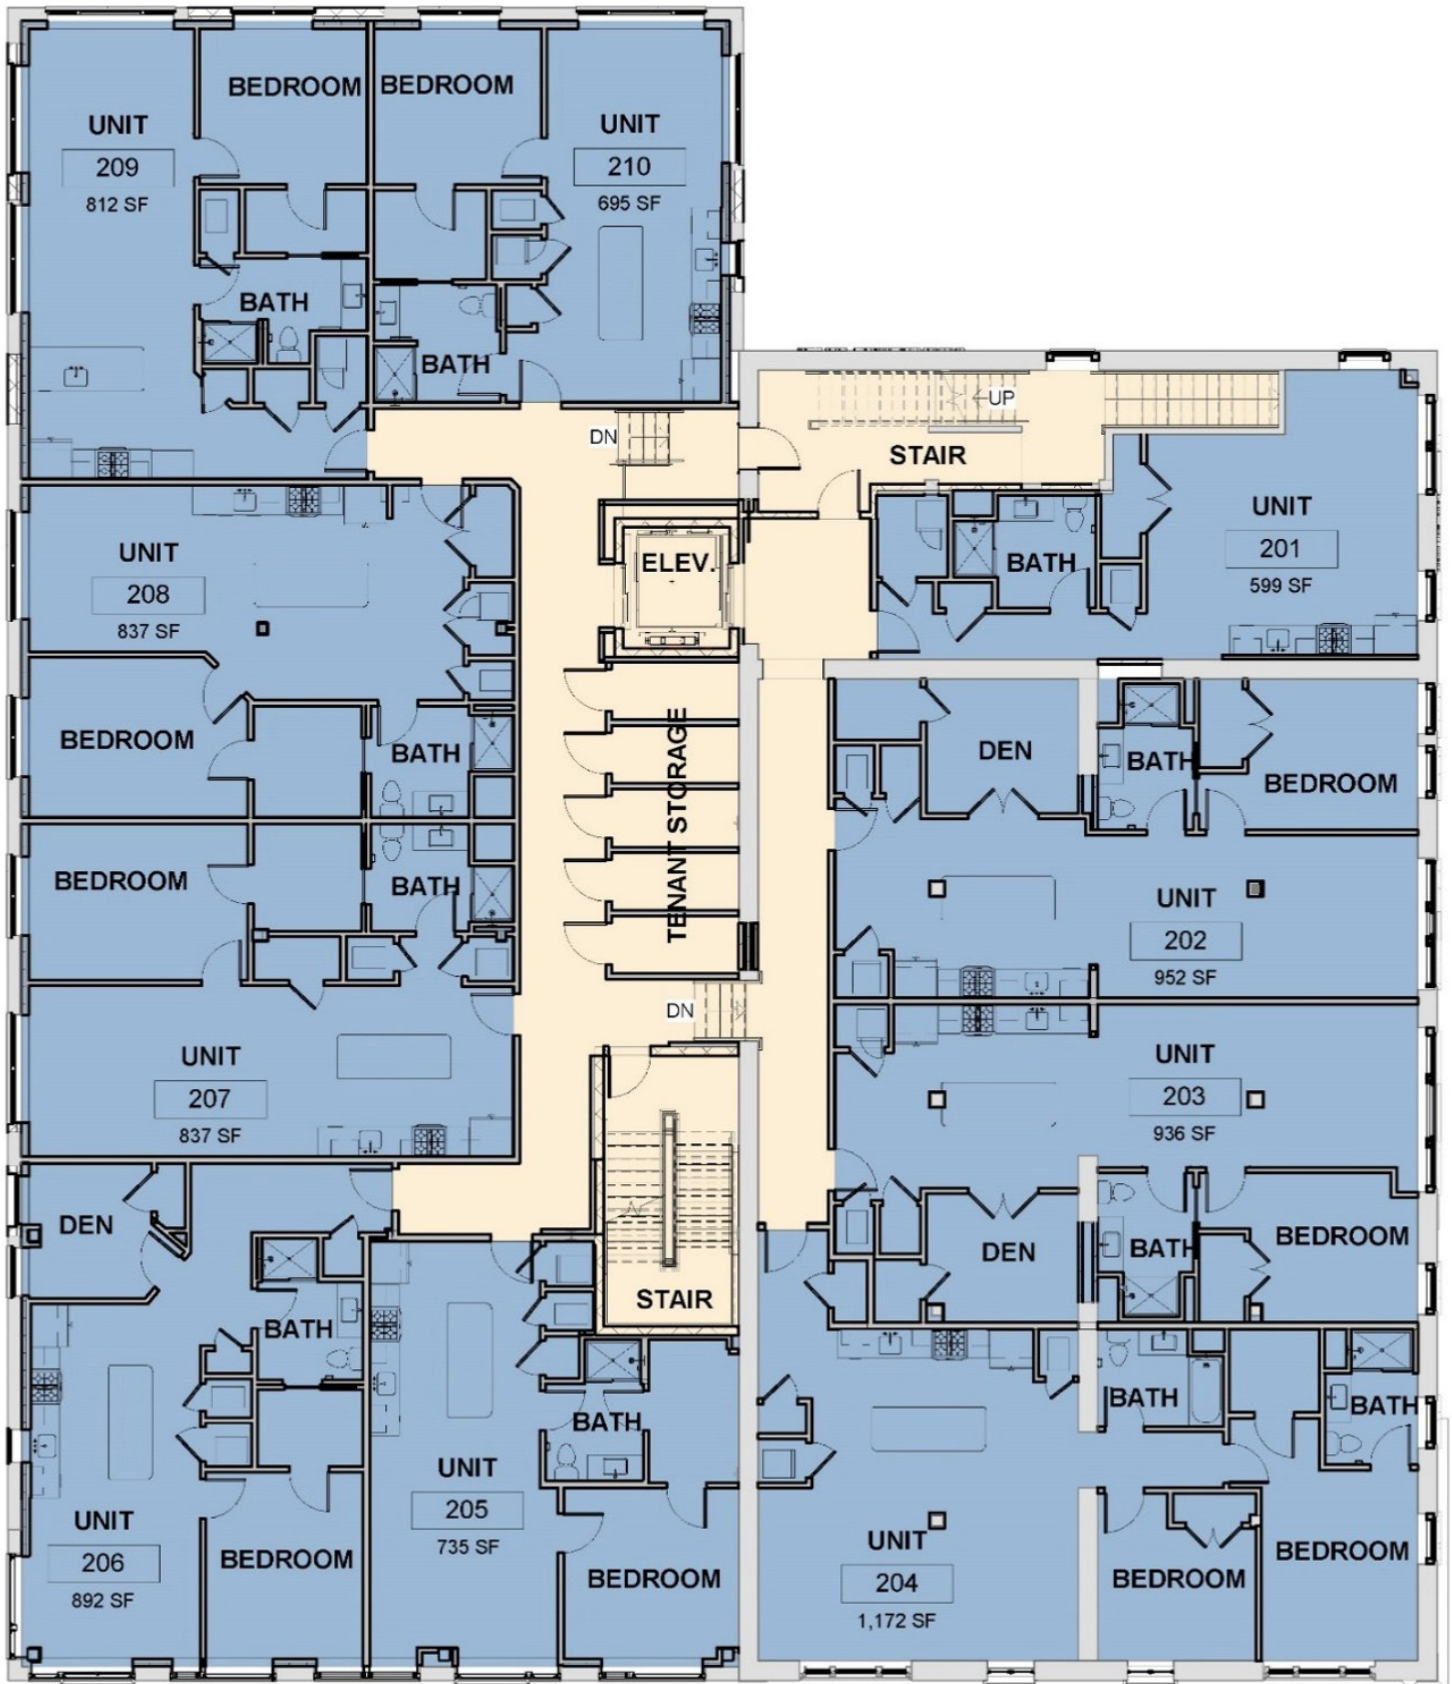 BEDROOM
BEDROOM
UNIT
209
812 SF
UNIT
210
695 SF
BATH
BATH
DN
UP
STAIR
UNIT
208
837 SF
ELEV.
BATH
UNIT
201
599 SF
BEDROOM
BATH
TENANT STORAGE
DEN
BATH
BEDROOM
BEDROOM
BATH
UNIT
202
952 SF
DN
UNIT
207
837 SF
UNIT
203
936 SF
DEN
DEN
BATH
BEDROOM
BATH
STAIR
UNIT
206
892 SF
BEDROOM
UNIT
205
735 SF
BATH
BEDROOM
BATH
BATH
UNIT
204
1,172 SF
BEDROOM
BEDROOM